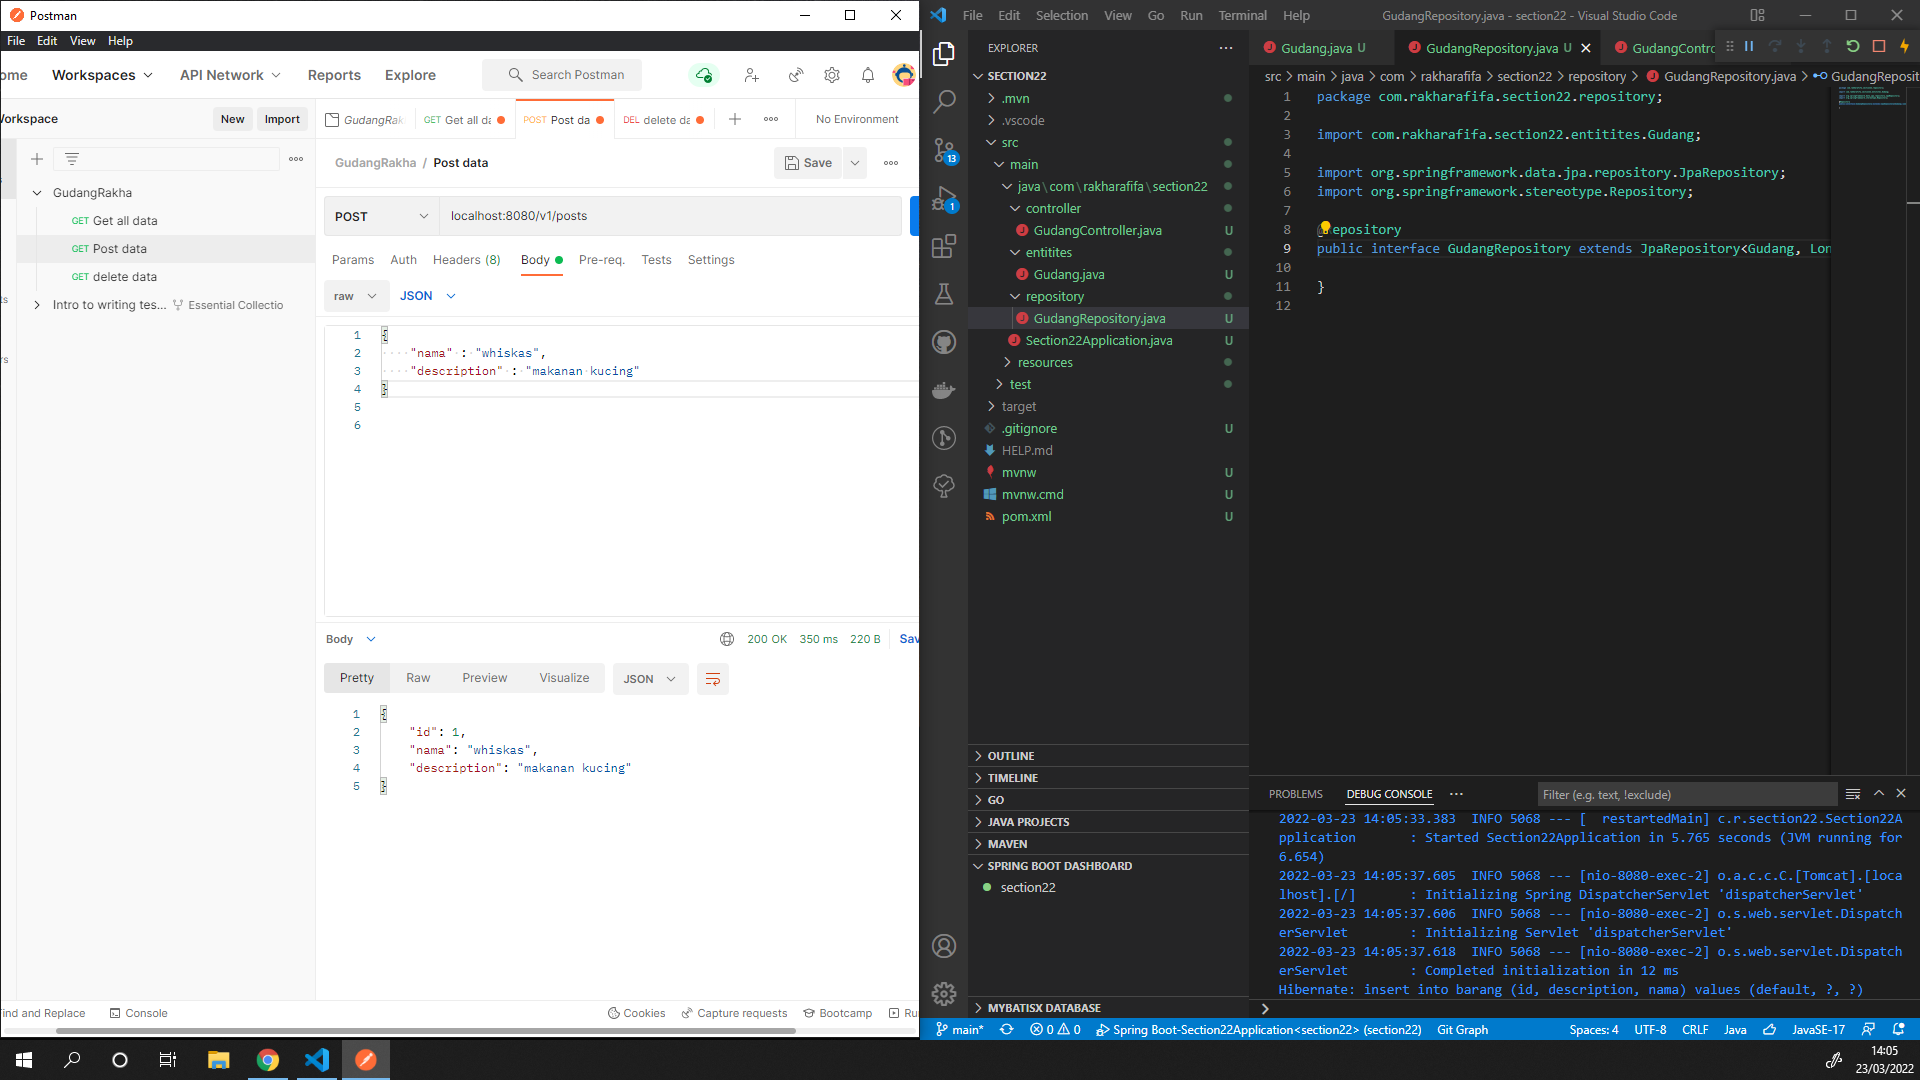 Postman
File Edit View Help
ome Workspaces API Network Reports Explore Search Postman
orkspace New Import
GudangRak GET Get all da POST Post da DEL delete da No Environment
GudangRakha / Post data Save
GudangRakha
GET Get all data
GET Post data
GET delete data
Intro to writing tes... Essential Collectio
ts
rs
POST localhost:8080/v1/posts
Params Auth Headers (8) Body Pre-req. Tests Settings
raw JSON
1 {
2 "nama" : "whiskas",
3 "description" : "makanan kucing"
4 }
5
6
Body 200 OK 350 ms 220 B Sav
Pretty Raw Preview Visualize JSON
1 {
2 "id": 1,
3 "nama": "whiskas",
4 "description": "makanan kucing"
5 }
ind and Replace Console Cookies Capture requests Bootcamp Ru
File Edit Selection View Go Run Terminal Help GudangRepository.java - section22 - Visual Studio Code
EXPLORER
SECTION22
.mvn
.vscode
src
main
java\com\rakharafifa\section22
controller
GudangController.java U
entitites
Gudang.java U
repository
GudangRepository.java U
Section22Application.java U
resources
test
target
.gitignore U
HELP.md
mvnw U
mvnw.cmd U
pom.xml U
13
1
OUTLINE
TIMELINE
GO
JAVA PROJECTS
MAVEN
SPRING BOOT DASHBOARD
section22
MYBATISX DATABASE
Gudang.java U GudangRepository.java U GudangContro
src > main > java > com > rakharafifa > section22 > repository > GudangRepository.java > GudangReposit
1 package com.rakharafifa.section22.repository;
2
3 import com.rakharafifa.section22.entitites.Gudang;
4
5 import org.springframework.data.jpa.repository.JpaRepository;
6 import org.springframework.stereotype.Repository;
7
8 @Repository
9 public interface GudangRepository extends JpaRepository<Gudang, Lon
10
11 }
12
PROBLEMS DEBUG CONSOLE Filter (e.g. text, !exclude)
2022-03-23 14:05:33.383 INFO 5068 --- [ restartedMain] c.r.section22.Section22A
pplication : Started Section22Application in 5.765 seconds (JVM running for
6.654)
2022-03-23 14:05:37.605 INFO 5068 --- [nio-8080-exec-2] o.a.c.c.C.[Tomcat].[loca
lhost].[/] : Initializing Spring DispatcherServlet 'dispatcherServlet'
2022-03-23 14:05:37.606 INFO 5068 --- [nio-8080-exec-2] o.s.web.servlet.Dispatch
erServlet : Initializing Servlet 'dispatcherServlet'
2022-03-23 14:05:37.618 INFO 5068 --- [nio-8080-exec-2] o.s.web.servlet.Dispatch
erServlet : Completed initialization in 12 ms
Hibernate: insert into barang (id, description, nama) values (default, ?, ?)
main* 0 0 Spring Boot-Section22Application<section22> (section22) Git Graph Spaces: 4 UTF-8 CRLF Java JavaSE-17
14:05
23/03/2022